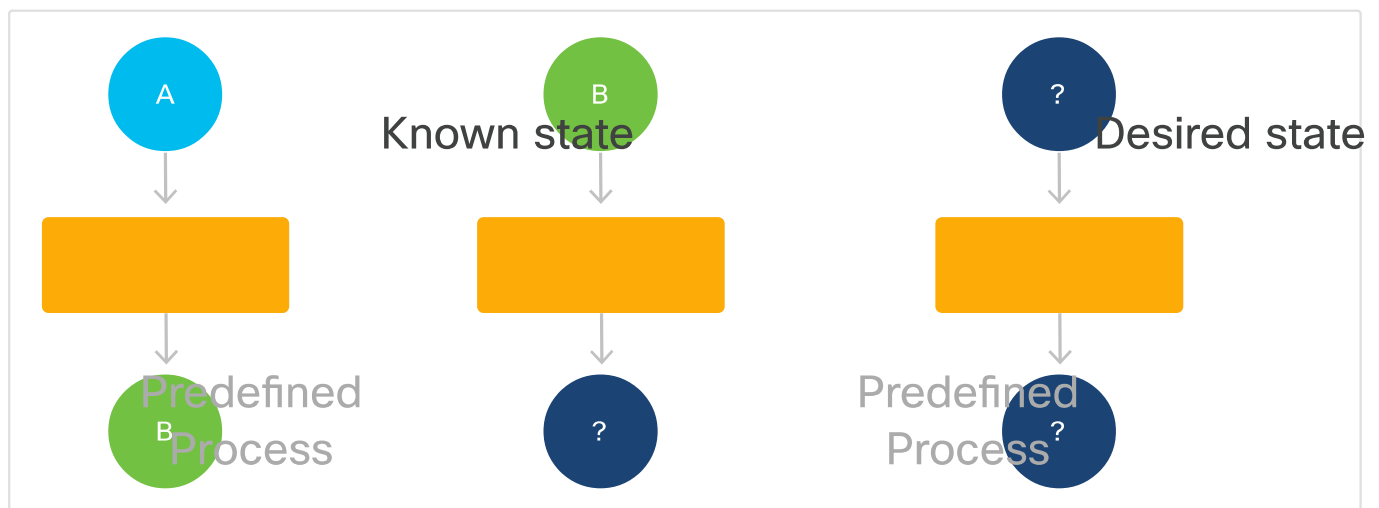 A
B
?
Known state
Desired state
Predefined
Process
Predefined
Process
B
?
?